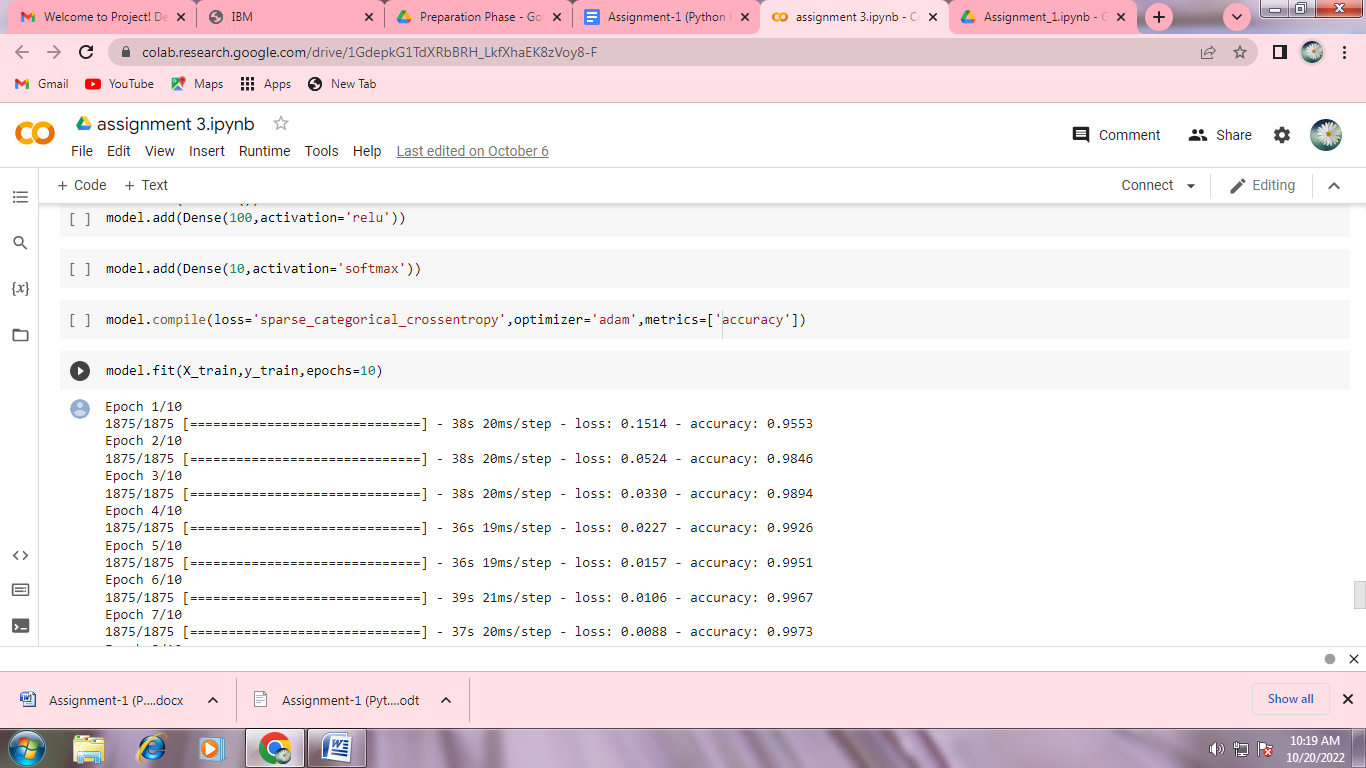 Welcome to Project! De
IBM
Preparation Phase - Go
Assignment-1 (Python
assignment 3.ipynb - C
Assignment_1.ipynb - G
colab.research.google.com/drive/1GdepkG1TdXRbBRH_LkfXhaEK8zVoy8-F
Gmail YouTube Maps Apps New Tab
assignment 3.ipynb
File Edit View Insert Runtime Tools Help Last edited on October 6
Comment Share
+ Code + Text
Connect Editing
[ ] model.add(Dense(100,activation='relu'))
[ ] model.add(Dense(10,activation='softmax'))
[ ] model.compile(loss='sparse_categorical_crossentropy',optimizer='adam',metrics=['accuracy'])
{x}
model.fit(X_train,y_train,epochs=10)
Epoch 1/10
1875/1875 [==============================] - 38s 20ms/step - loss: 0.1514 - accuracy: 0.9553
Epoch 2/10
1875/1875 [==============================] - 38s 20ms/step - loss: 0.0524 - accuracy: 0.9846
Epoch 3/10
1875/1875 [==============================] - 38s 20ms/step - loss: 0.0330 - accuracy: 0.9894
Epoch 4/10
1875/1875 [==============================] - 36s 19ms/step - loss: 0.0227 - accuracy: 0.9926
Epoch 5/10
1875/1875 [==============================] - 36s 19ms/step - loss: 0.0157 - accuracy: 0.9951
Epoch 6/10
1875/1875 [==============================] - 39s 21ms/step - loss: 0.0106 - accuracy: 0.9967
Epoch 7/10
1875/1875 [==============================] - 37s 20ms/step - loss: 0.0088 - accuracy: 0.9973
Assignment-1 (P....docx
Assignment-1 (Pyt....odt
Show all
10:19 AM
10/20/2022